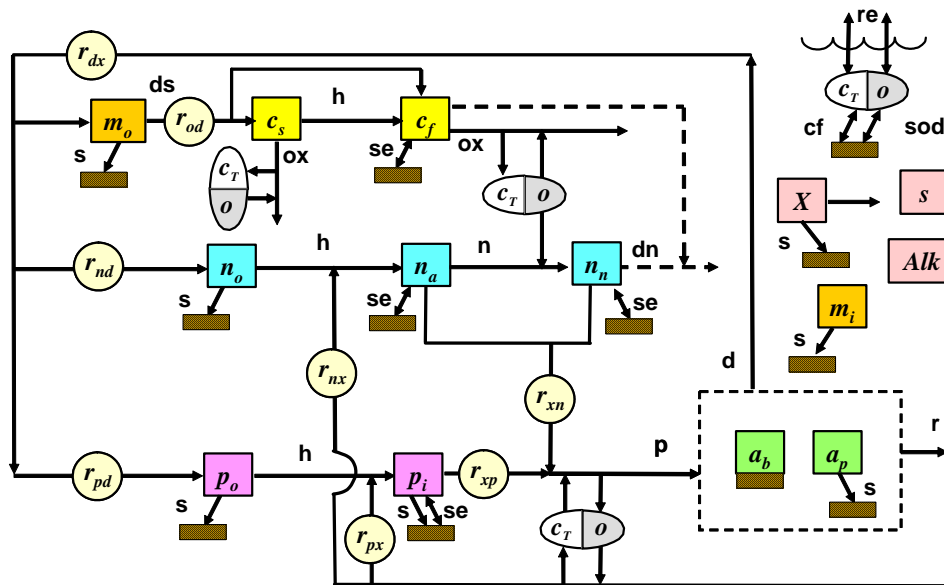 re
r_dx
ds
h
c_T o
m_o
r_od
c_s
c_f
cf
sod
s
ox
se
ox
c_T
o
c_T o
X
s
s
h
n
dn
Alk
r_nd
n_o
n_a
n_n
s
se
se
m_i
s
r_nx
d
r_xn
r
h
p
r_pd
p_o
p_i
r_xp
a_b
a_p
s
s
se
s
r_px
c_T o